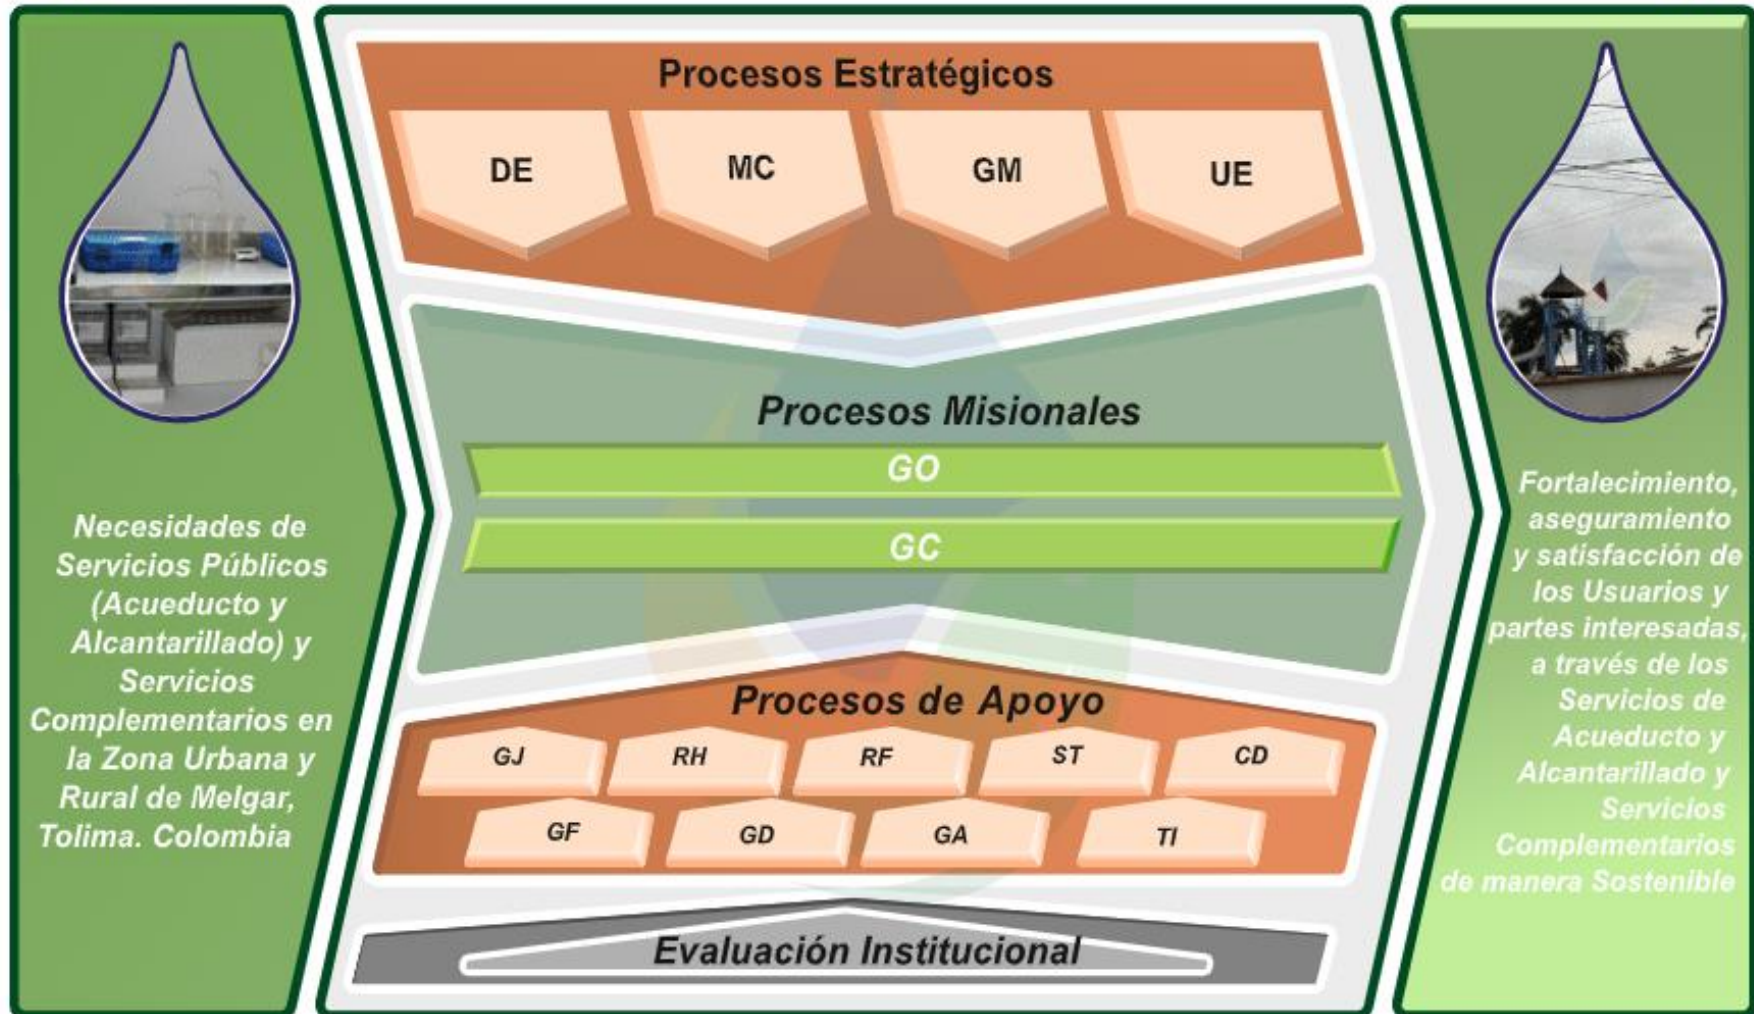 Procesos Estratégicos
DE
MC
GM
UE
Procesos Misionales
GO
GC
Procesos de Apoyo
GJ
RH
RF
ST
CD
GF
GD
GA
TI
Evaluación Institucional
Necesidades de
Servicios Públicos
(Acueducto y
Alcantarillado) y
Servicios
Complementarios en
la Zona Urbana y
Rural de Melgar,
Tolima. Colombia
Fortalecimiento,
aseguramiento
y satisfacción de
los Usuarios y
partes interesadas,
a través de los
Servicios de
Acueducto y
Alcantarillado y
Servicios
Complementarios
de manera Sostenible